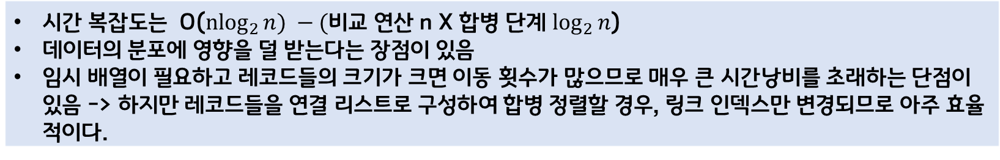 • 시간 복잡도는 O(nlog₂ n) − (비교 연산 n X 합병 단계 log₂ n)
• 데이터의 분포에 영향을 덜 받는다는 장점이 있음
• 임시 배열이 필요하고 레코드들의 크기가 크면 이동 횟수가 많으므로 매우 큰 시간낭비를 초래하는 단점이
있음 -> 하지만 레코드들을 연결 리스트로 구성하여 합병 정렬할 경우, 링크 인덱스만 변경되므로 아주 효율
적이다.